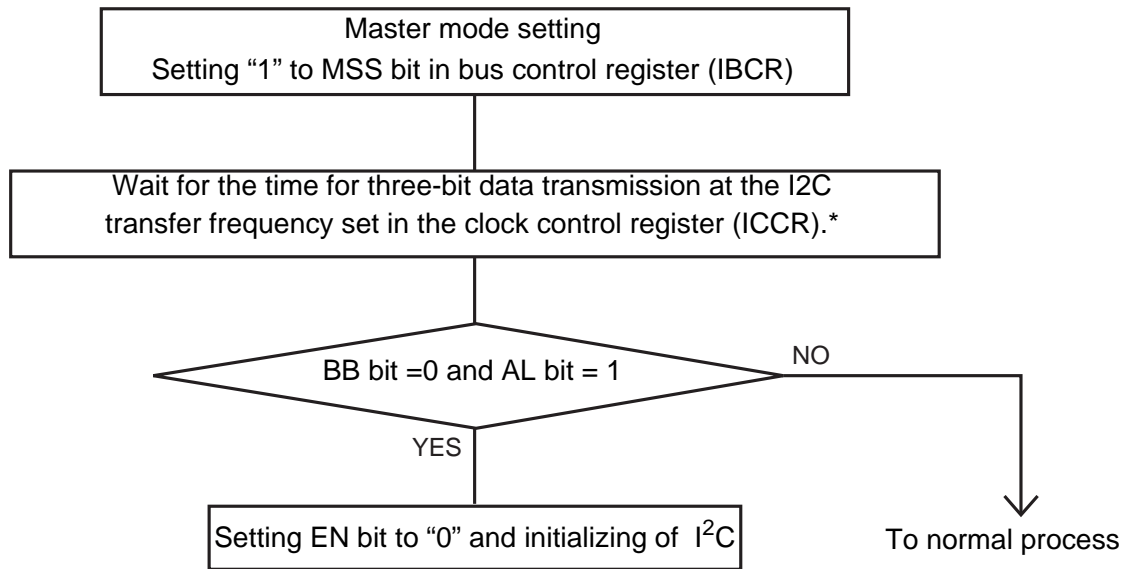 Master mode setting
Setting “1” to MSS bit in bus control register (IBCR)
Wait for the time for three-bit data transmission at the I2C
transfer frequency set in the clock control register (ICCR).*
BB bit =0 and AL bit = 1
NO
YES
Setting EN bit to “0” and initializing of I²C
To normal process